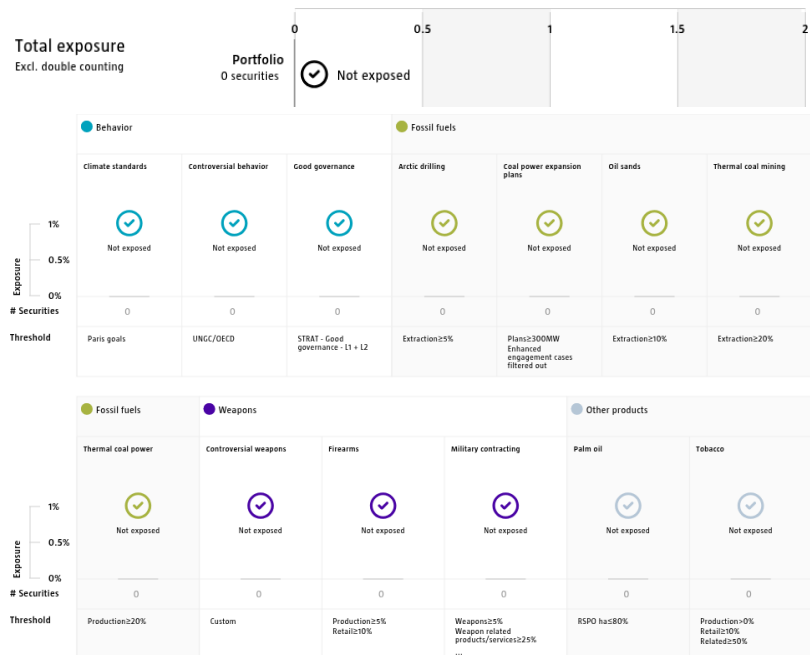 0 0.5 1 1.5 2
Total exposure
Excl. double counting
Portfolio
0 securities
Not exposed
Behavior
Fossil fuels
Climate standards
Controversial behavior
Good governance
Arctic drilling
Coal power expansion
plans
Oil sands
Thermal coal mining
Not exposed Not exposed Not exposed Not exposed Not exposed Not exposed Not exposed
Exposure
1%
0.5%
0%
# Securities 0 0 0 0 0 0 0
Threshold
Paris goals
UNGC/OECD
STRAT - Good
governance - L1 + L2
Extraction≥5%
Plans≥300MW
Enhanced
engagement cases
filtered out
Extraction≥10%
Extraction≥20%
Fossil fuels
Weapons
Other products
Thermal coal power
Controversial weapons
Firearms
Military contracting
Palm oil
Tobacco
Not exposed Not exposed Not exposed Not exposed Not exposed Not exposed
Exposure
1%
0.5%
0%
# Securities 0 0 0 0 0 0
Threshold
Production≥20%
Custom
Production≥5%
Retail≥10%
Weapons≥5%
Weapon related
products/services≥25%
RSPO ha≤80%
Production>0%
Retail≥10%
Related≥50%